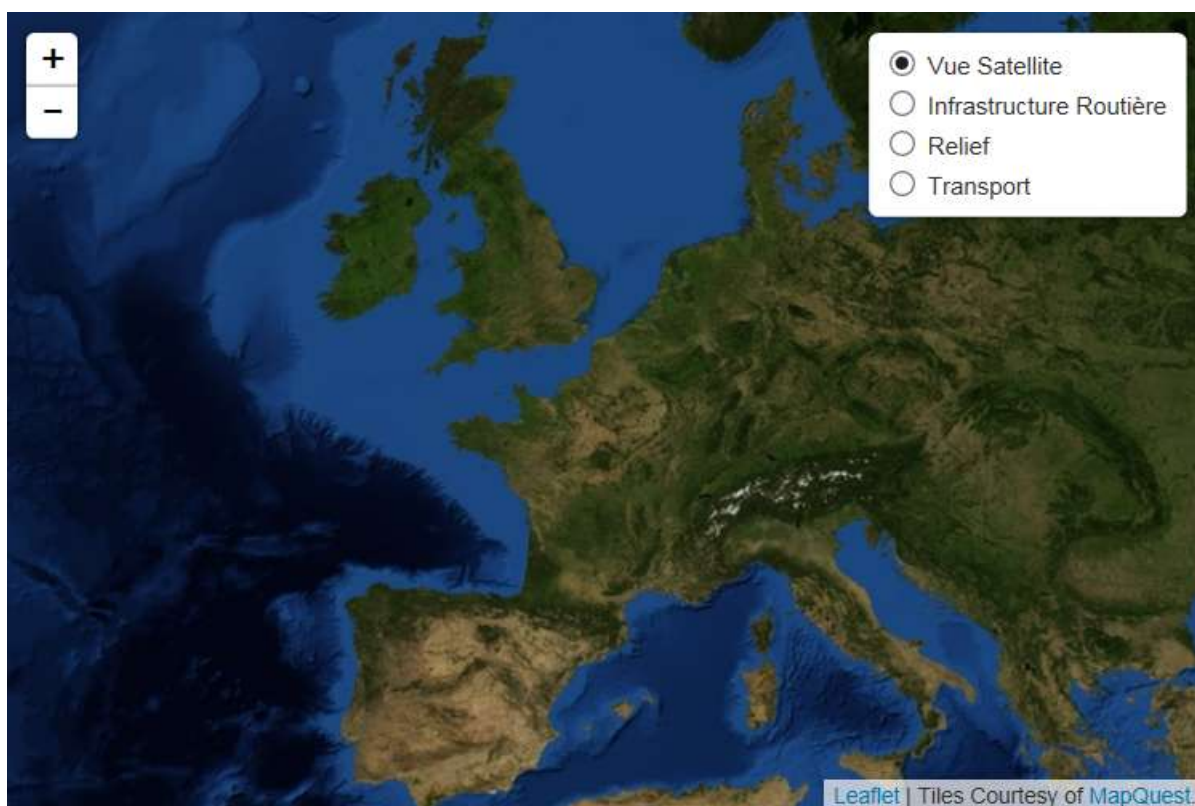 +
−
Vue Satellite
Infrastructure Routière
Relief
Transport
Leaflet | Tiles Courtesy of MapQuest